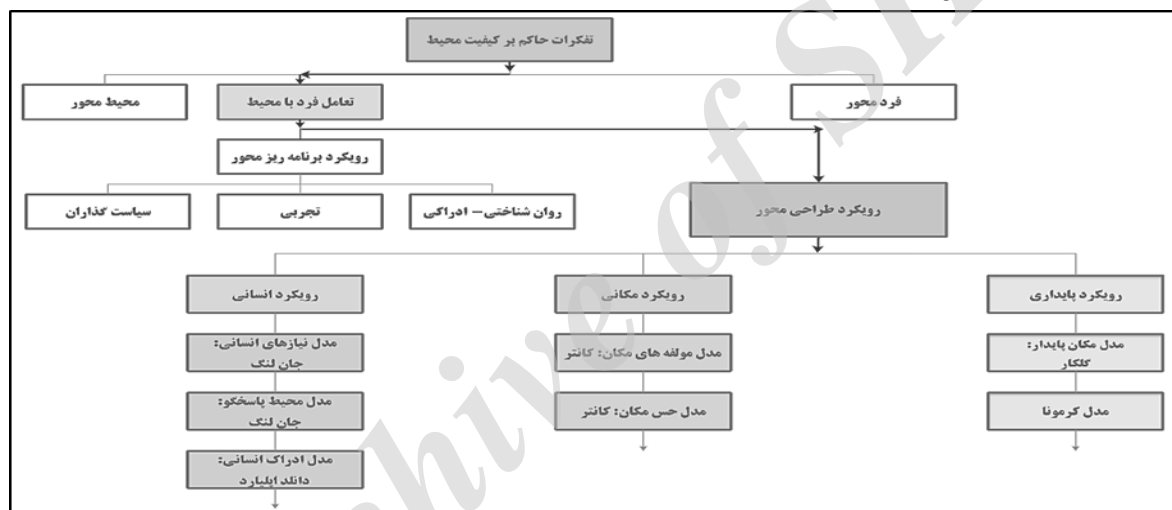 تفکرات حاکم بر کیفیت محیط
فرد محور
تعامل فرد با محیط
محیط محور
رویکرد برنامه ریز محور
روان شناختی– ادراکی
تجربی
سیاست گذاران
رویکرد طراحی محور
رویکرد پایداری
رویکرد مکانی
رویکرد انسانی
مدل مکان پایدار:
گلکار
مدل مولفه های مکان: کانتر
مدل نیازهای انسانی:
جان لنگ
مدل کرمونا
مدل حس مکان: کانتر
مدل محیط پاسخگو:
جان لنگ
مدل ادراک انسانی:
دانلد اپلیارد